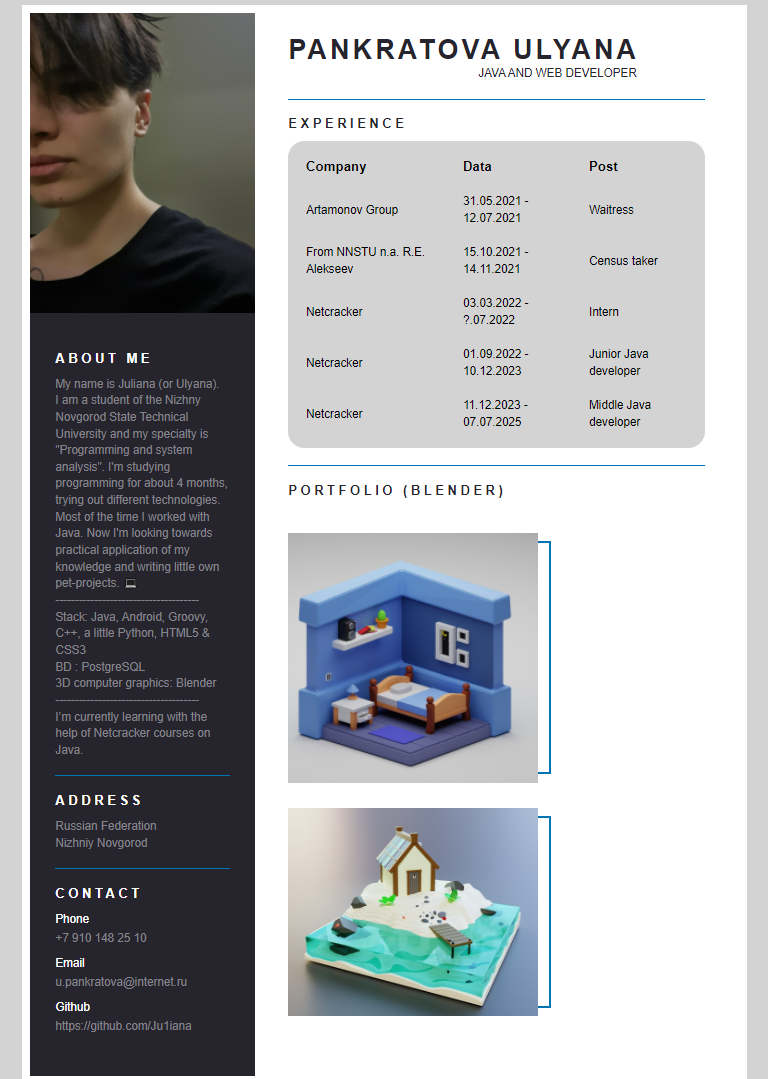 PANKRATOVA ULYANA
JAVA AND WEB DEVELOPER
EXPERIENCE
Company Data Post
Artamonov Group 31.05.2021 - 12.07.2021 Waitress
From NNSTU n.a. R.E. Alekseev 15.10.2021 - 14.11.2021 Census taker
Netcracker 03.03.2022 - ?.07.2022 Intern
Netcracker 01.09.2022 - 10.12.2023 Junior Java developer
Netcracker 11.12.2023 - 07.07.2025 Middle Java developer
PORTFOLIO (BLENDER)
ABOUT ME
My name is Juliana (or Ulyana).
I am a student of the Nizhny
Novgorod State Technical
University and my specialty is
"Programming and system
analysis". I'm studying
programming for about 4 months,
trying out different technologies.
Most of the time I worked with
Java. Now I'm looking towards
practical application of my
knowledge and writing little own
pet-projects. 💻
------------------------------------
Stack: Java, Android, Groovy,
C++, a little Python, HTML5 &
CSS3
BD : PostgreSQL
3D computer graphics: Blender
------------------------------------
I'm currently learning with the
help of Netcracker courses on
Java.
ADDRESS
Russian Federation
Nizhniy Novgorod
CONTACT
Phone
+7 910 148 25 10
Email
u.pankratova@internet.ru
Github
https://github.com/Ju1iana